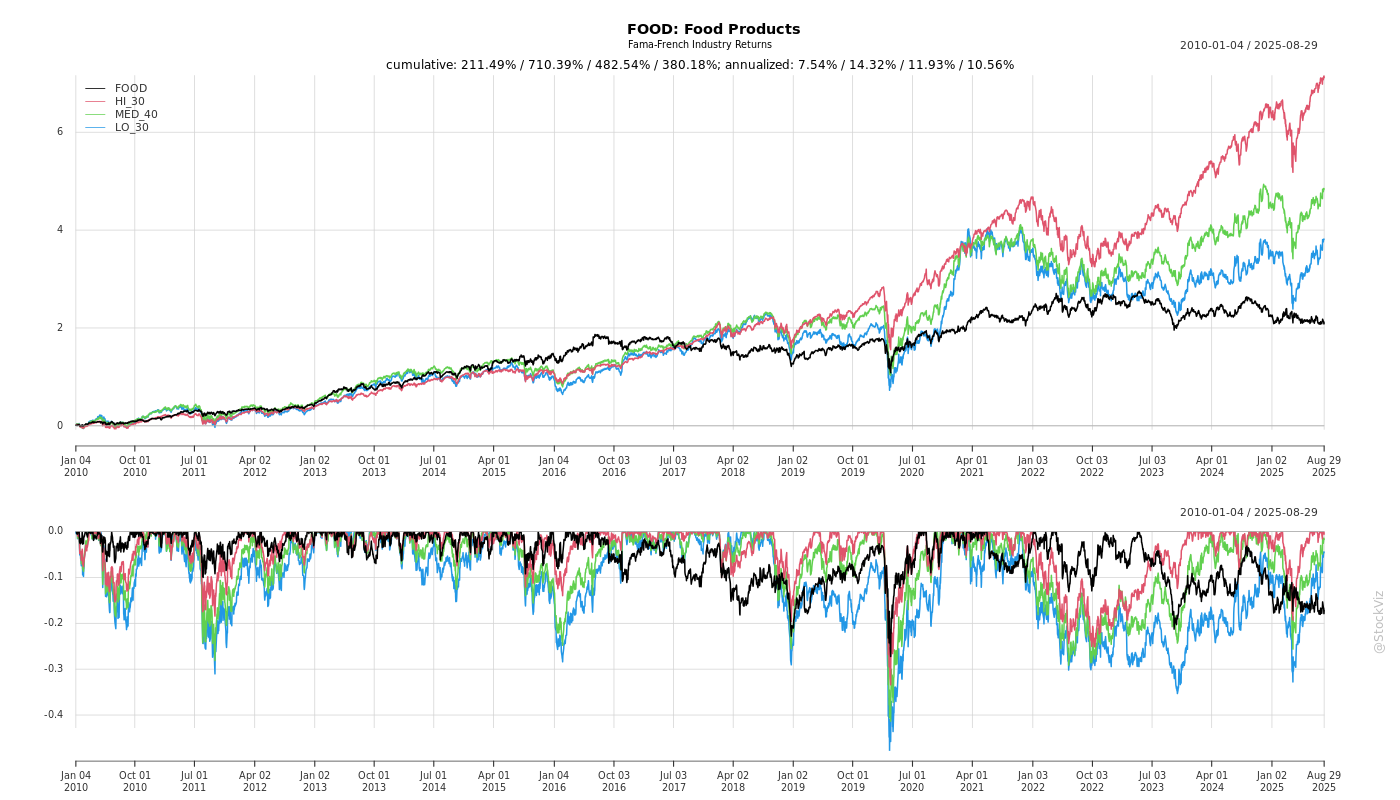 FOOD: Food Products
Fama-French Industry Returns
2010-01-04 / 2025-08-29
cumulative: 211.49% / 710.39% / 482.54% / 380.18%; annualized: 7.54% / 14.32% / 11.93% / 10.56%
FOOD
HI_30
MED_40
LO_30
6
4
2
0
Jan 04 Oct 01 Jul 01 Apr 02 Jan 02 Oct 01 Jul 01 Apr 01 Jan 04 Oct 03 Jul 03 Apr 02 Jan 02 Oct 01 Jul 01 Apr 01 Jan 03 Oct 03 Jul 03 Apr 01 Jan 02 Aug 29
2010 2010 2011 2012 2013 2013 2014 2015 2016 2016 2017 2018 2019 2019 2020 2021 2022 2022 2023 2024 2025 2025
2010-01-04 / 2025-08-29
0.0
-0.1
-0.2
-0.3
-0.4
Jan 04 Oct 01 Jul 01 Apr 02 Jan 02 Oct 01 Jul 01 Apr 01 Jan 04 Oct 03 Jul 03 Apr 02 Jan 02 Oct 01 Jul 01 Apr 01 Jan 03 Oct 03 Jul 03 Apr 01 Jan 02 Aug 29
2010 2010 2011 2012 2013 2013 2014 2015 2016 2016 2017 2018 2019 2019 2020 2021 2022 2022 2023 2024 2025 2025
@StockViz